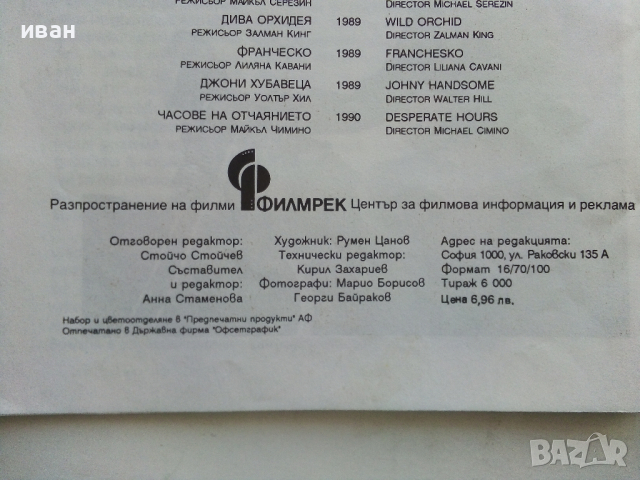 иван
РЕЖИСЬОР МАЙКЪЛ СЕРЕЗИН DIRECTOR MICHAEL SEREZIN
ДИВА ОРХИДЕЯ 1989 WILD ORCHID
РЕЖИСЬОР ЗАЛМАН КИНГ DIRECTOR ZALMAN KING
ФРАНЧЕСКО 1989 FRANCHESKO
РЕЖИСЬОР ЛИЛЯНА КАВАНИ DIRECTOR LILIANA CAVANI
ДЖОНИ ХУБАВЕЦА 1989 JOHNY HANDSOME
РЕЖИСЬОР УОЛТЪР ХИЛ DIRECTOR WALTER HILL
ЧАСОВЕ НА ОТЧАЯНИЕТО 1990 DESPERATE HOURS
РЕЖИСЬОР МАЙКЪЛ ЧИМИНО DIRECTOR MICHAEL CIMINO
Разпространение на филми ФИЛМРЕК Център за филмова информация и реклама
Отговорен редактор: Художник: Румен Цанов Адрес на редакцията:
Стойчо Стойчев Технически редактор: София 1000, ул. Раковски 135 А
Съставител Кирил Захариев Формат 16/70/100
и редактор: Фотографи: Марио Борисов Тираж 6 000
Анна Стаменова Георги Байраков Цена 6,96 лв.
Набор и цветоотделяне в "Предпечатни продукти" АФ
Отпечатано в Държавна фирма "Офсетграфик"
BAZAR